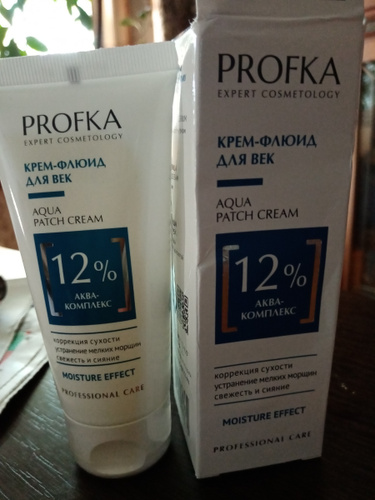 PROFKA
EXPERT COSMETOLOGY
КРЕМ-ФЛЮИД
ДЛЯ ВЕК
AQUA
PATCH CREAM
12%
АКВА-
КОМПЛЕКС
коррекция сухости
устранение мелких морщин
свежесть и сияние
MOISTURE EFFECT
PROFESSIONAL CARE
PROFKA
EXPERT COSMETOLOGY
КРЕМ-ФЛЮИД
ДЛЯ ВЕК
AQUA
PATCH CREAM
12%
АКВА-
КОМПЛЕКС
коррекция сухости
устранение мелких морщин
свежесть и сияние
MOISTURE EFFECT
PROFESSIONAL CARE